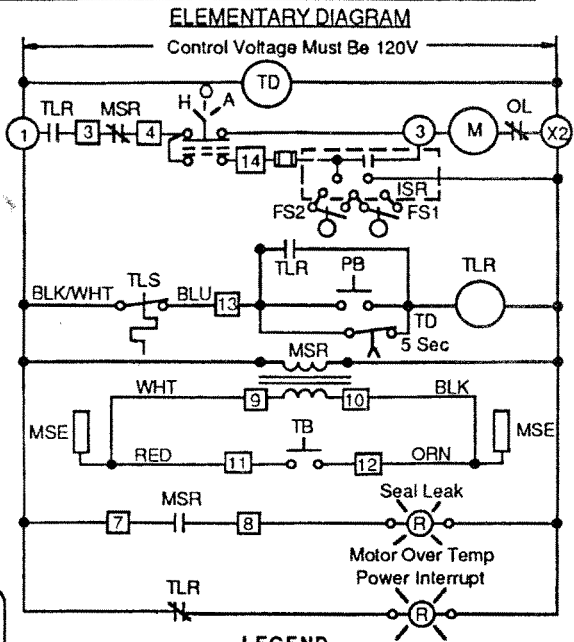 ELEMENTARY DIAGRAM
Control Voltage Must Be 120V
TD
H O A
TLR MSR OL
1 3 4 3 M X2
14
ISR
FS2 FS1
TLR PB TLR
TLS
BLK/WHT BLU 13
TD
5 Sec
MSR
WHT 9 10 BLK
MSE TB MSE
RED 11 12 ORN
Seal Leak
MSR
7 8 R
Motor Over Temp
Power Interrupt
TLR
R
LEGEND